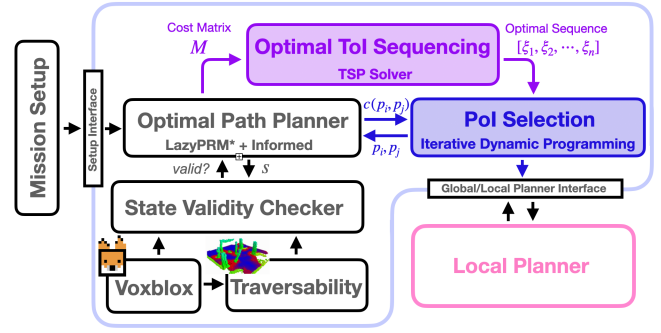 Mission Setup
Setup Interface
Cost Matrix
M
Optimal ToI Sequencing
TSP Solver
Optimal Sequence
[ξ₁, ξ₂, ⋯, ξₙ]
Optimal Path Planner
LazyPRM* + Informed
c(pᵢ, pⱼ)
pᵢ, pⱼ
PoI Selection
Iterative Dynamic Programming
valid?
s
State Validity Checker
Global/Local Planner Interface
Voxblox
Traversability
Local Planner